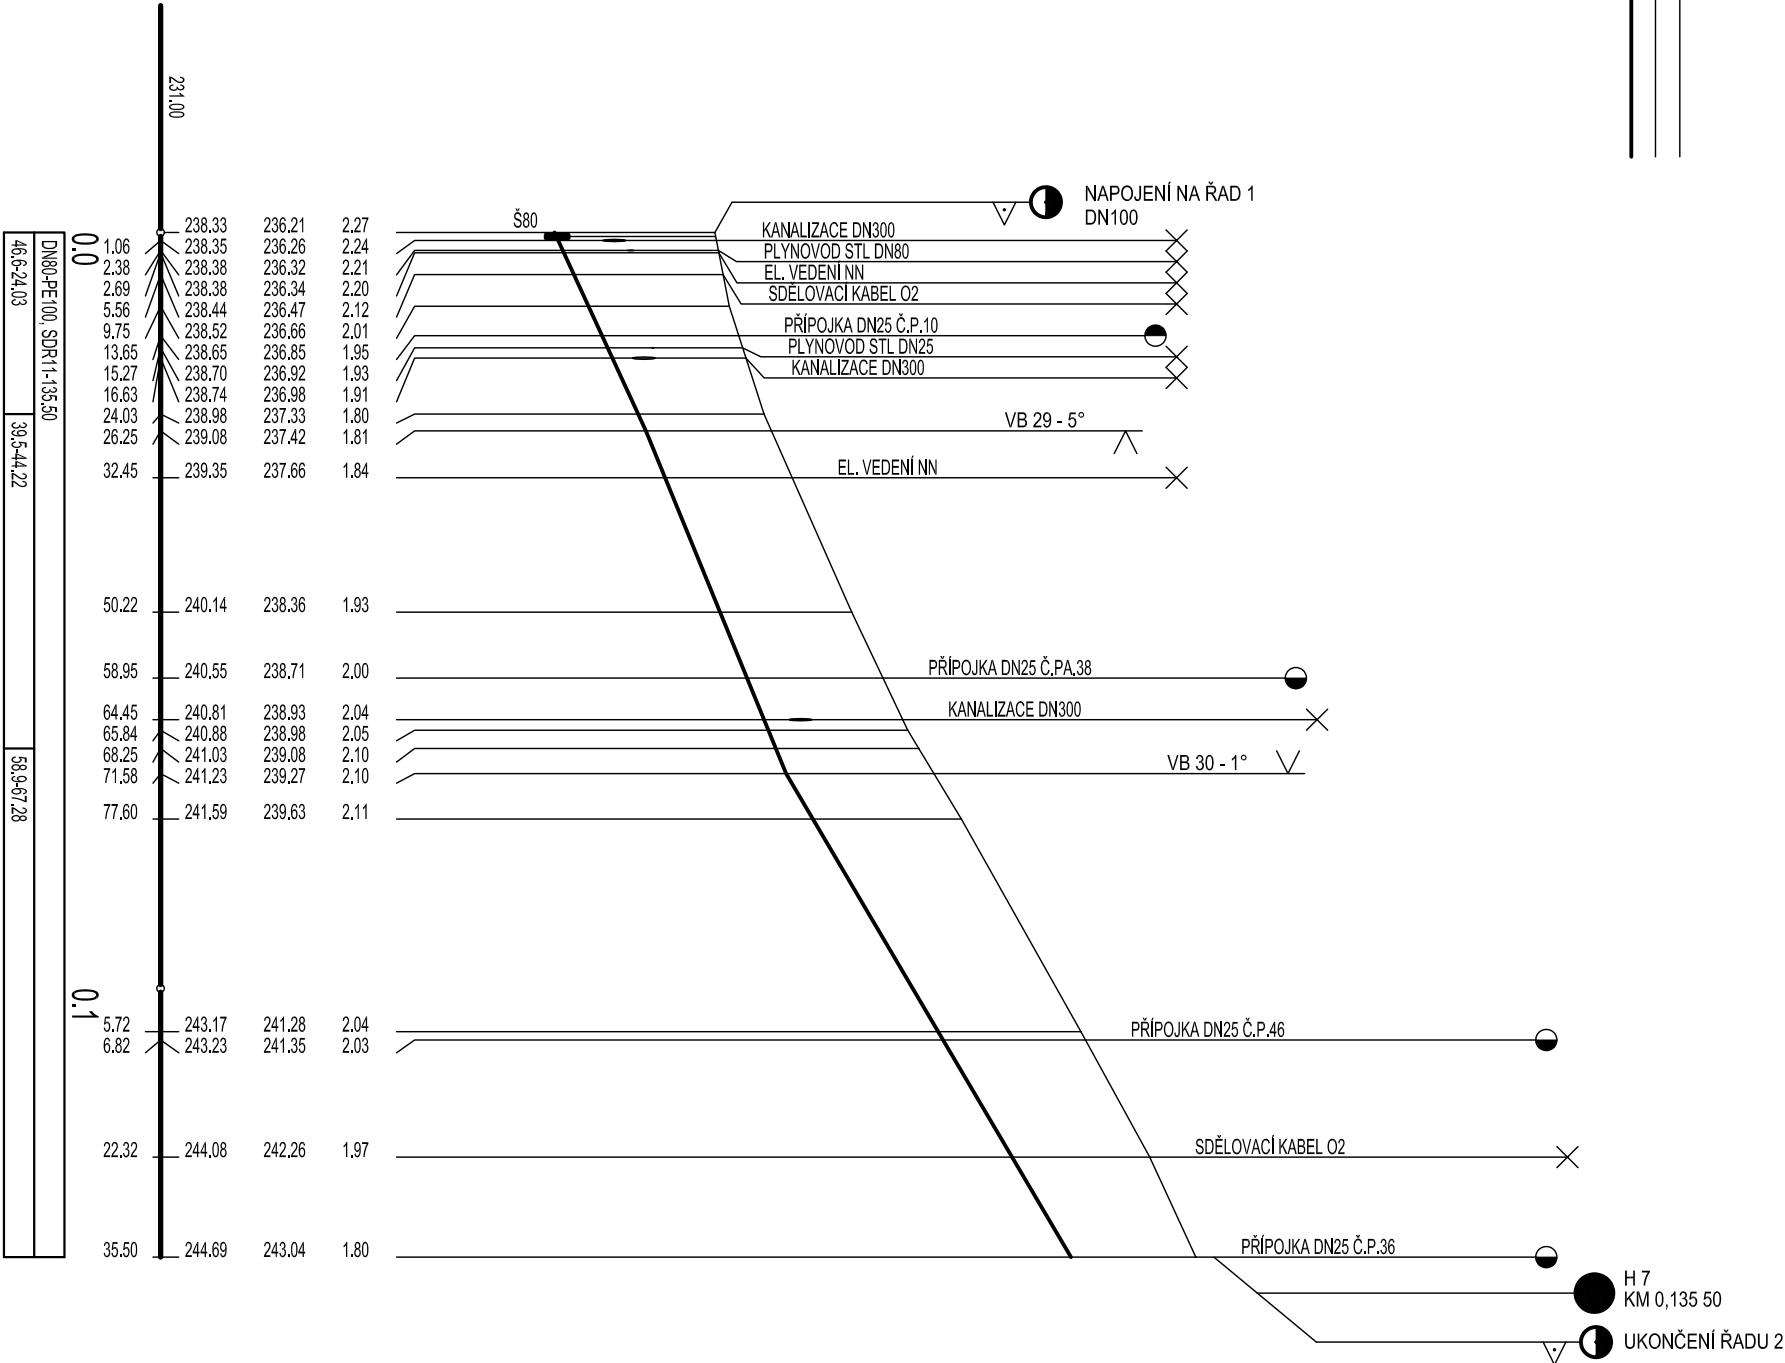 231.00
NAPOJENÍ NA ŘAD 1
DN100
Š80
0.0
DN80-PE100, SDR11-135.50
46.6-24.03
39.5-44.22
58.9-67.28
238.33 236.21 2.27
1.06 238.35 236.26 2.24 KANALIZACE DN300
2.38 238.38 236.32 2.21 PLYNOVOD STL DN80
2.69 238.38 236.34 2.20 EL. VEDENÍ NN
5.56 238.44 236.47 2.12 SDĚLOVACÍ KABEL O2
9.75 238.52 236.66 2.01 PŘÍPOJKA DN25 Č.P.10
13.65 238.65 236.85 1.95 PLYNOVOD STL DN25
15.27 238.70 236.92 1.93 KANALIZACE DN300
16.63 238.74 236.98 1.91
24.03 238.98 237.33 1.80
26.25 239.08 237.42 1.81 VB 29 - 5°
32.45 239.35 237.66 1.84 EL. VEDENÍ NN
50.22 240.14 238.36 1.93
58.95 240.55 238.71 2.00 PŘÍPOJKA DN25 Č.PA.38
64.45 240.81 238.93 2.04 KANALIZACE DN300
65.84 240.88 238.98 2.05
68.25 241.03 239.08 2.10
71.58 241.23 239.27 2.10 VB 30 - 1°
77.60 241.59 239.63 2.11
0.1
5.72 243.17 241.28 2.04 PŘÍPOJKA DN25 Č.P.46
6.82 243.23 241.35 2.03
22.32 244.08 242.26 1.97 SDĚLOVACÍ KABEL O2
35.50 244.69 243.04 1.80 PŘÍPOJKA DN25 Č.P.36
H 7
KM 0,135 50
UKONČENÍ ŘADU 2